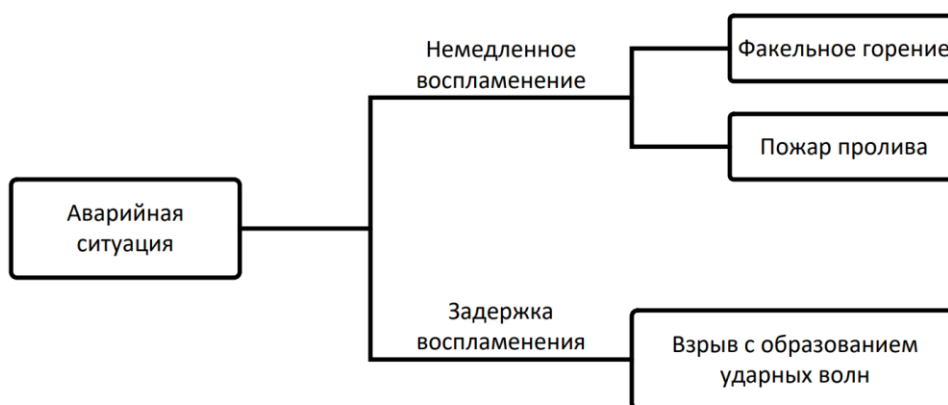 Немедленное
воспламенение
Факельное горение
Пожар пролива
Аварийная
ситуация
Задержка
воспламенения
Взрыв с образованием
ударных волн